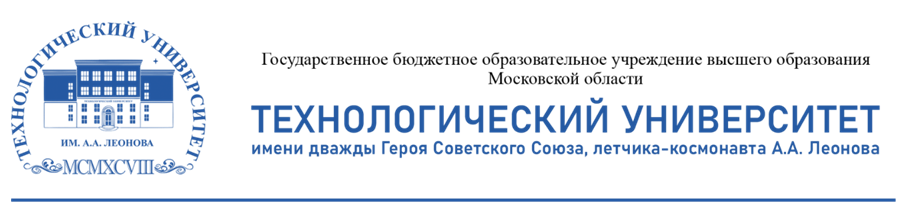 ТЕХНОЛОГИЧЕСКИЙ УНИВЕРСИТЕТ
ИМ. А.А. ЛЕОНОВА
MCMXCVIII
Государственное бюджетное образовательное учреждение высшего образования
Московской области
ТЕХНОЛОГИЧЕСКИЙ УНИВЕРСИТЕТ
имени дважды Героя Советского Союза, летчика-космонавта А.А. Леонова